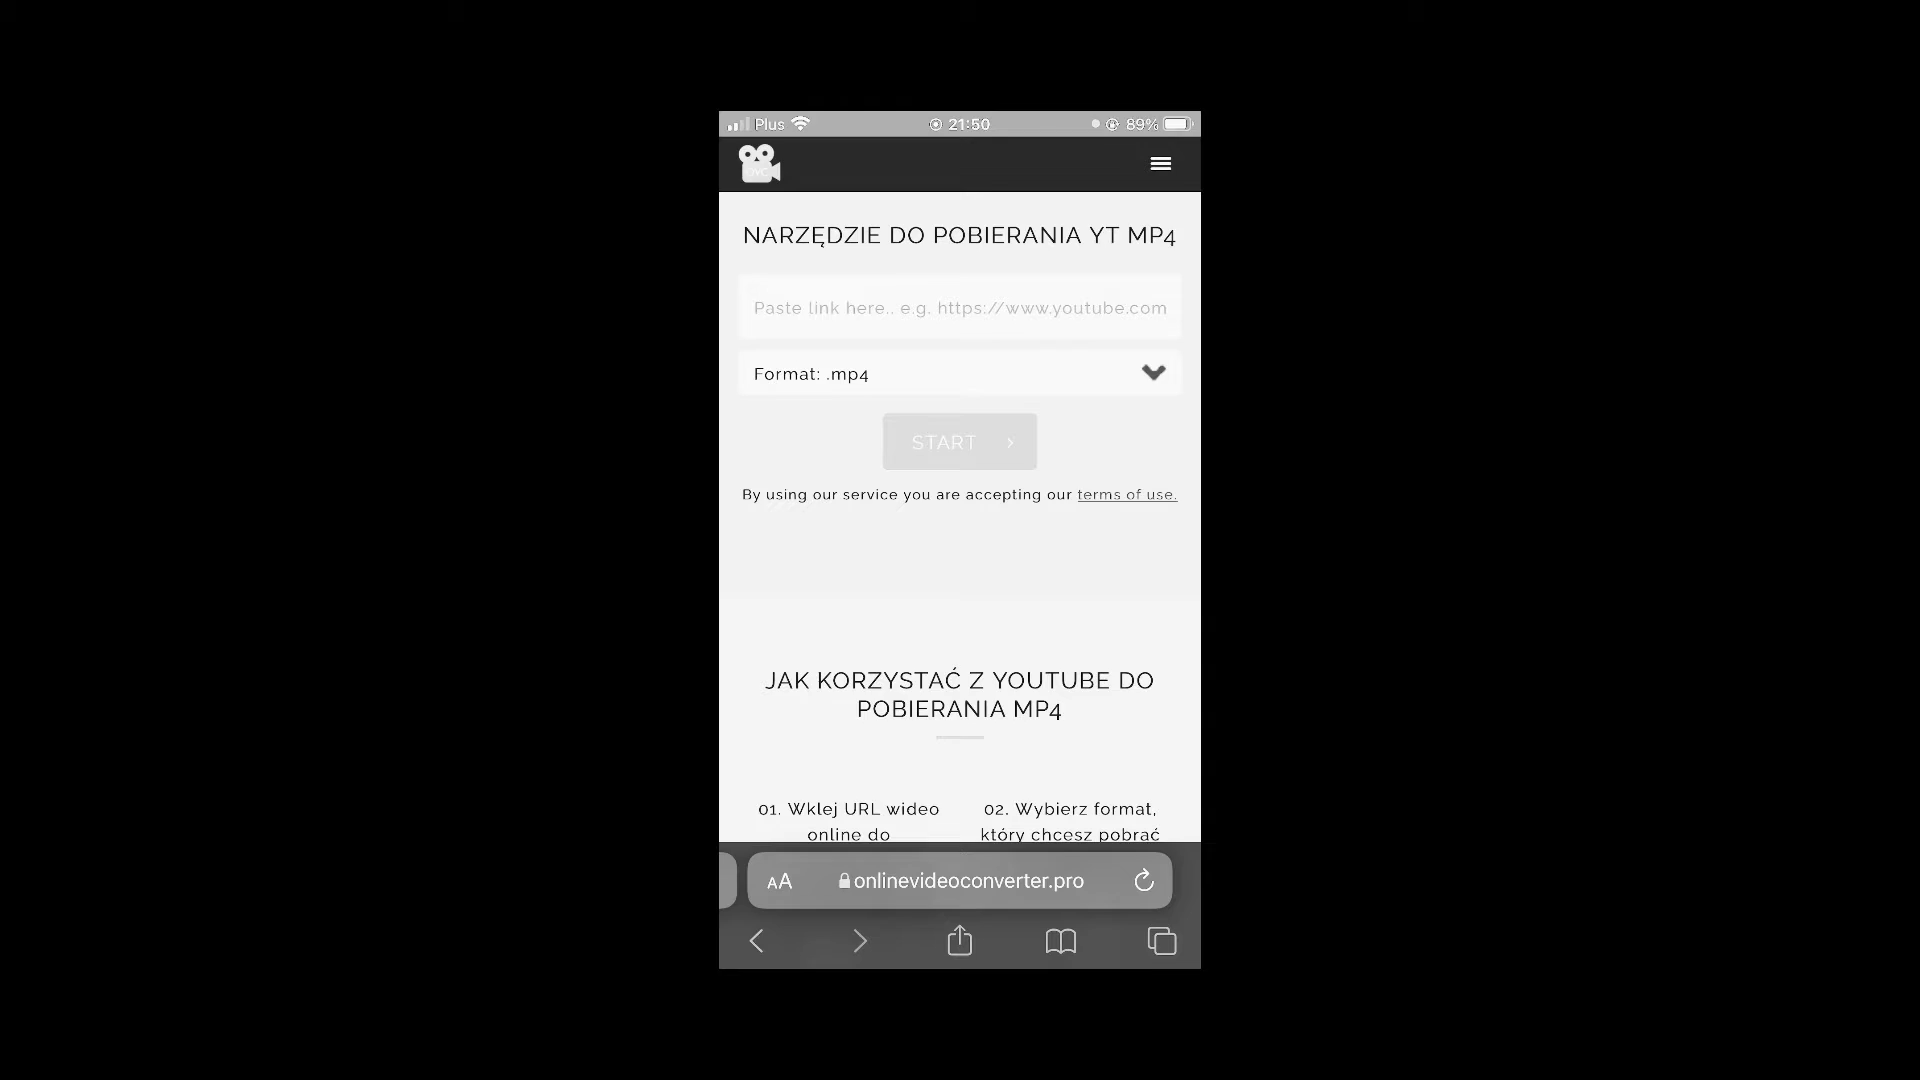 Plus 21:50 89%
NARZĘDZIE DO POBIERANIA YT MP4
Paste link here.. e.g. https://www.youtube.com
Format: .mp4
START
By using our service you are accepting our terms of use.
JAK KORZYSTAĆ Z YOUTUBE DO
POBIERANIA MP4
01. Wklej URL wideo
online do
02. Wybierz format,
który chcesz pobrać
AA onlinevideoconverter.pro